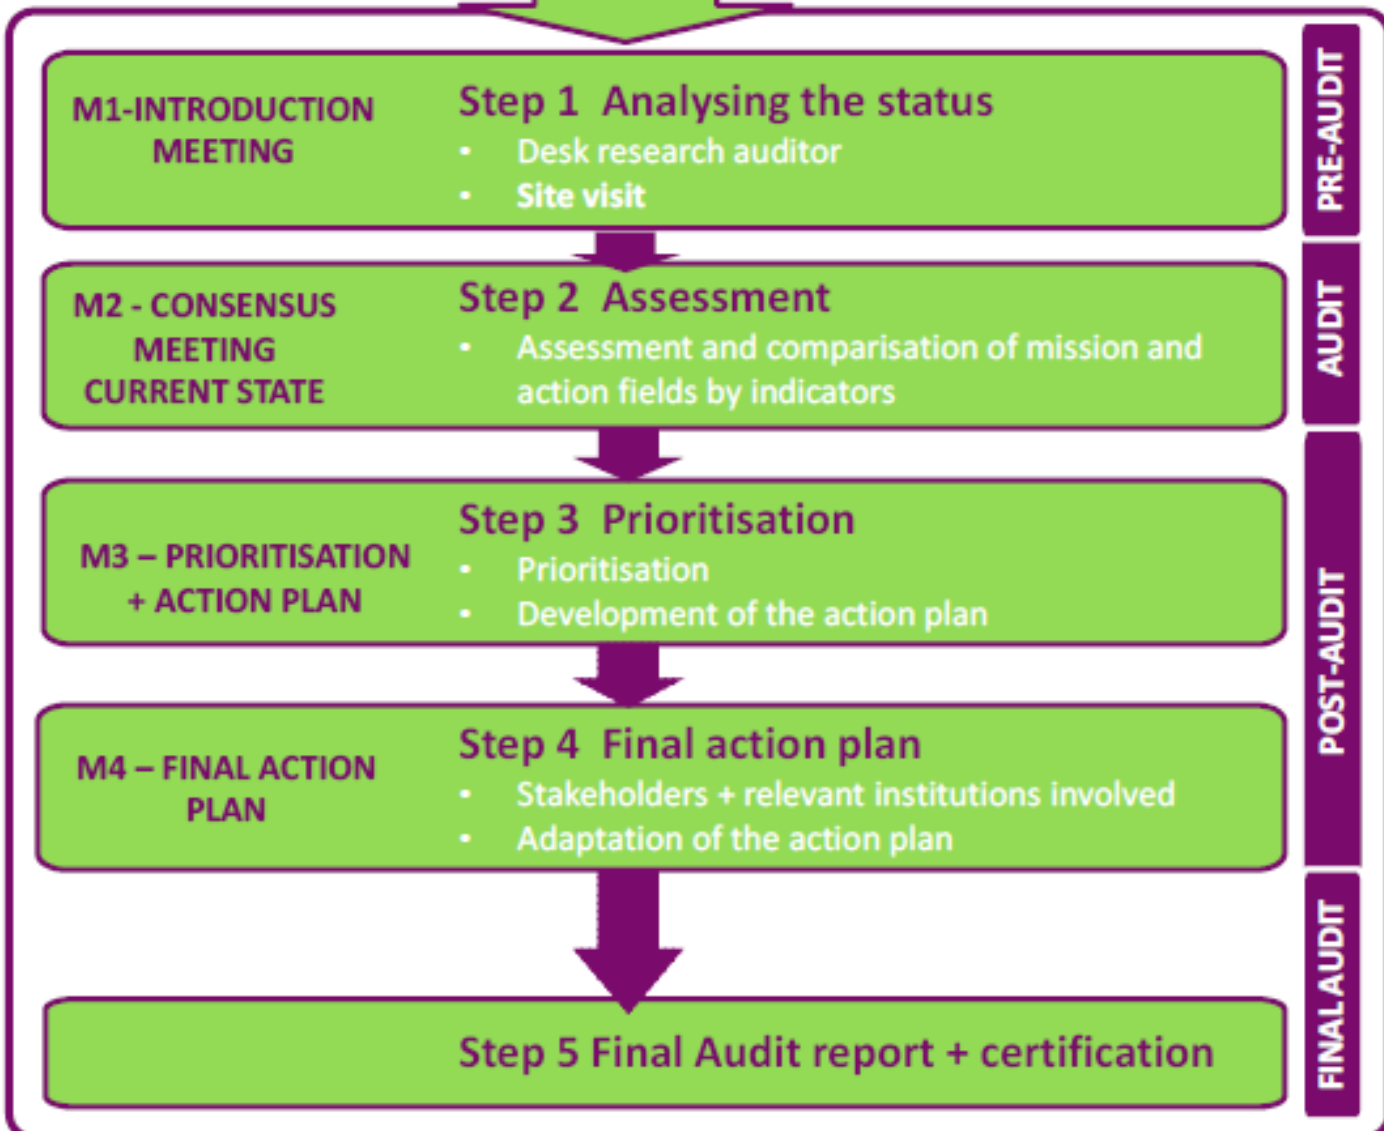 M1-INTRODUCTION
MEETING
Step 1 Analysing the status
• Desk research auditor
• Site visit
PRE-AUDIT
M2 - CONSENSUS
MEETING
CURRENT STATE
Step 2 Assessment
• Assessment and comparisation of mission and
action fields by indicators
AUDIT
M3 – PRIORITISATION
+ ACTION PLAN
Step 3 Prioritisation
• Prioritisation
• Development of the action plan
POST-AUDIT
M4 – FINAL ACTION
PLAN
Step 4 Final action plan
• Stakeholders + relevant institutions involved
• Adaptation of the action plan
Step 5 Final Audit report + certification
FINAL AUDIT